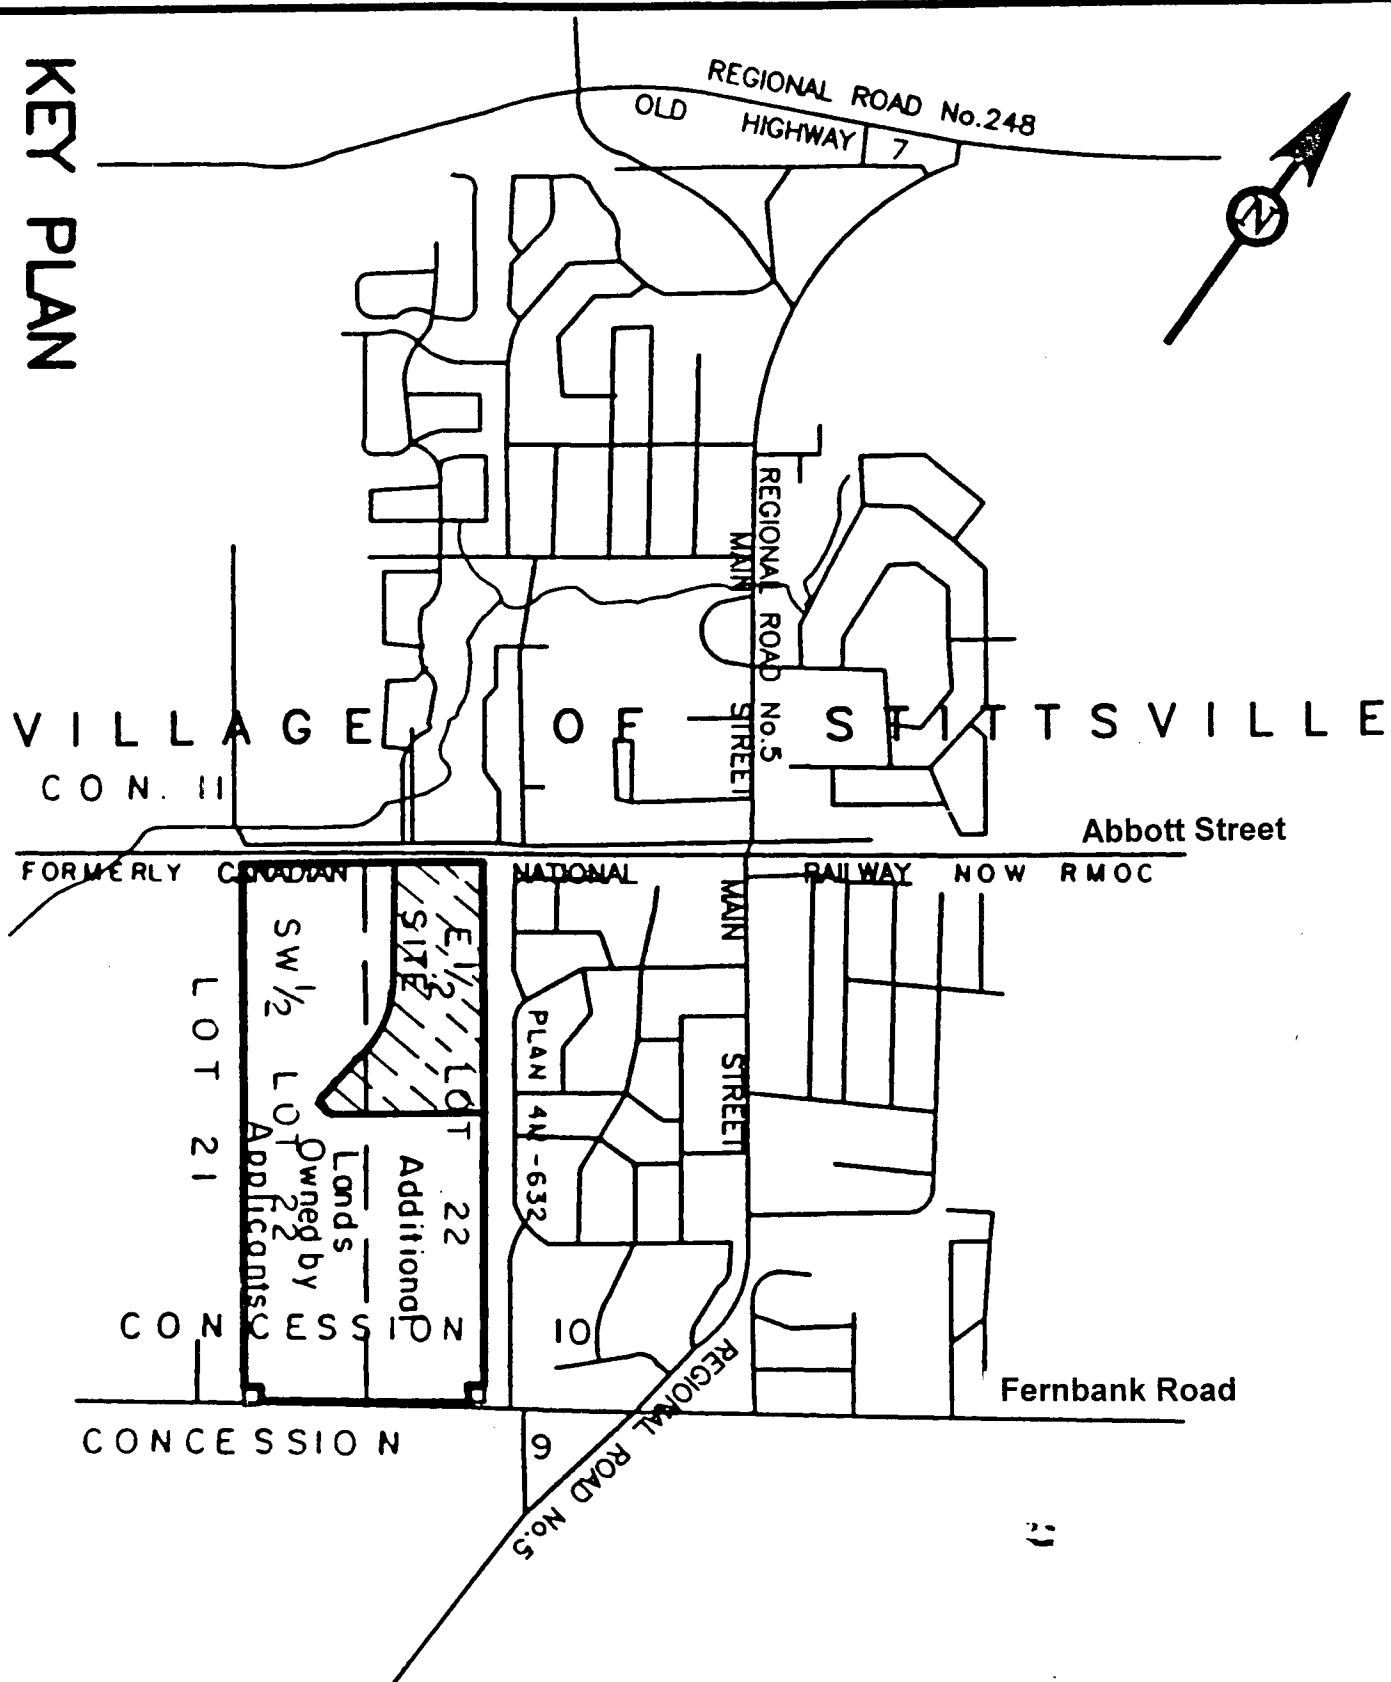 KEY PLAN
REGIONAL ROAD No.248
OLD HIGHWAY 7
N
REGIONAL ROAD No.5
MAIN STREET
VILLAGE OF STITTSVILLE
CON. 11
Abbott Street
FORMERLY CANADIAN NATIONAL RAILWAY NOW RMOC
MAIN STREET
SITE
E 1/2 LOT 22
SW 1/2 LOT 22
LOT 21
PLAN 4M-632
Additional
Lands
Owned by
Applicants
CONCESSION 10
REGIONAL ROAD No.5
Fernbank Road
CONCESSION 9